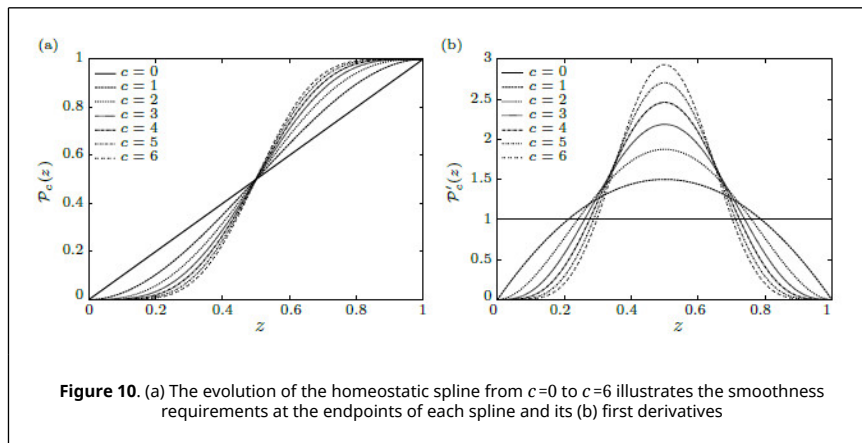 (a)
1
0.8
0.6
0.4
0.2
0
c = 0
c = 1
c = 2
c = 3
c = 4
c = 5
c = 6
𝒫_c(z)
0 0.2 0.4 0.6 0.8 1
z
(b)
3
2.5
2
1.5
1
0.5
0
c = 0
c = 1
c = 2
c = 3
c = 4
c = 5
c = 6
𝒫′_c(z)
0 0.2 0.4 0.6 0.8 1
z
Figure 10. (a) The evolution of the homeostatic spline from c=0 to c=6 illustrates the smoothness
requirements at the endpoints of each spline and its (b) first derivatives